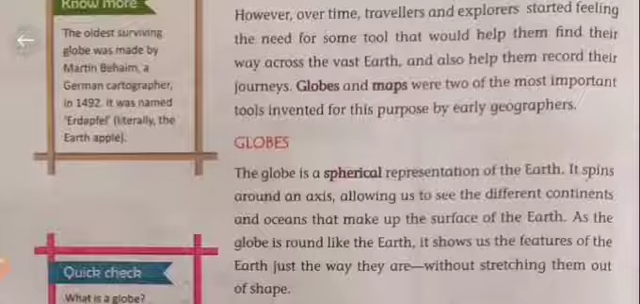 Know more
The oldest surviving
globe was made by
Martin Behaim, a
German cartographer,
in 1492. It was named
'Erdapfel' (literally, the
Earth apple).
Quick check
What is a globe?
However, over time, travellers and explorers started feeling
the need for some tool that would help them find their
way across the vast Earth, and also help them record their
journeys. Globes and maps were two of the most important
tools invented for this purpose by early geographers.
GLOBES
The globe is a spherical representation of the Earth. It spins
around an axis, allowing us to see the different continents
and oceans that make up the surface of the Earth. As the
globe is round like the Earth, it shows us the features of the
Earth just the way they are—without stretching them out
of shape.